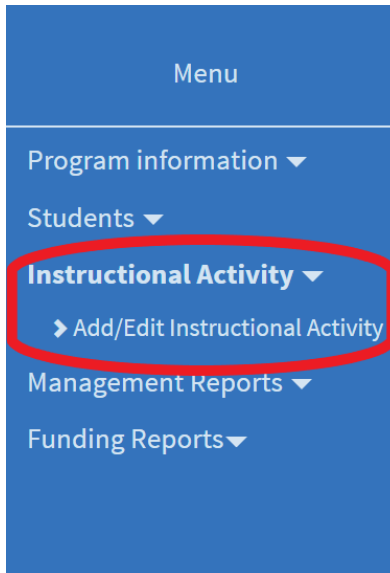 Menu
Program information
Students
Instructional Activity
Add/Edit Instructional Activity
Management Reports
Funding Reports